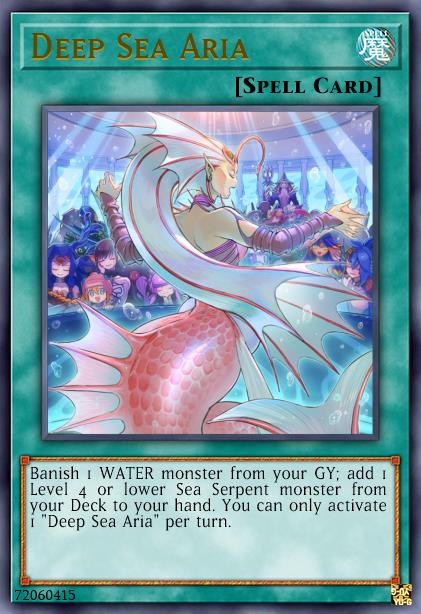 Deep Sea Aria
SPELL
魔
[Spell Card]
Banish 1 WATER monster from your GY; add 1
Level 4 or lower Sea Serpent monster from
your Deck to your hand. You can only activate
1 "Deep Sea Aria" per turn.
72060415